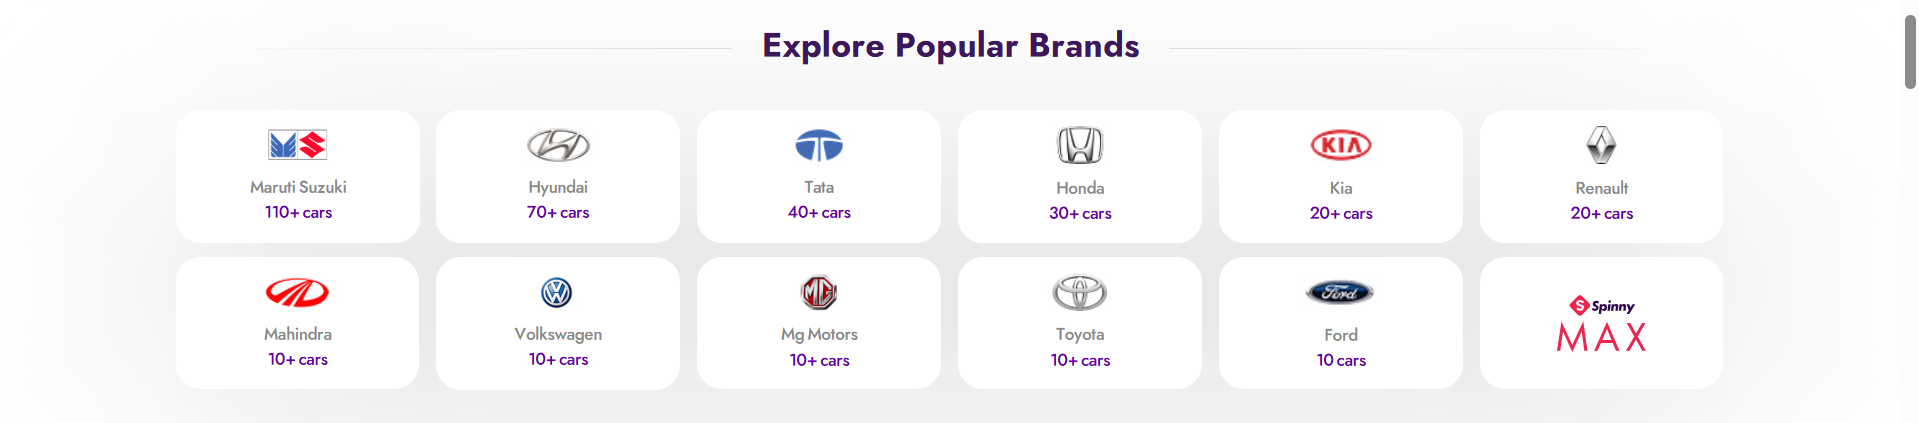 Explore Popular Brands
Maruti Suzuki
110+ cars
Hyundai
70+ cars
Tata
40+ cars
Honda
30+ cars
KIA
Kia
20+ cars
Renault
20+ cars
Mahindra
10+ cars
Volkswagen
10+ cars
MG
Mg Motors
10+ cars
Toyota
10+ cars
Ford
Ford
10 cars
S Spinny
MAX